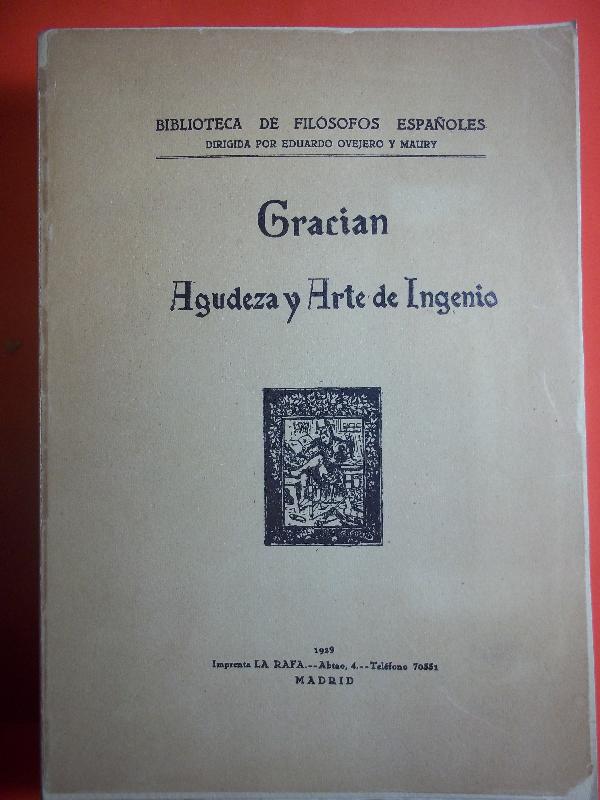 BIBLIOTECA DE FILÓSOFOS ESPAÑOLES
DIRIGIDA POR EDUARDO OVEJERO Y MAURY
Gracian
Agudeza y Arte de Ingenio
1929
Imprenta LA RAFA.--Abtao, 4.--Teléfono 70551
MADRID